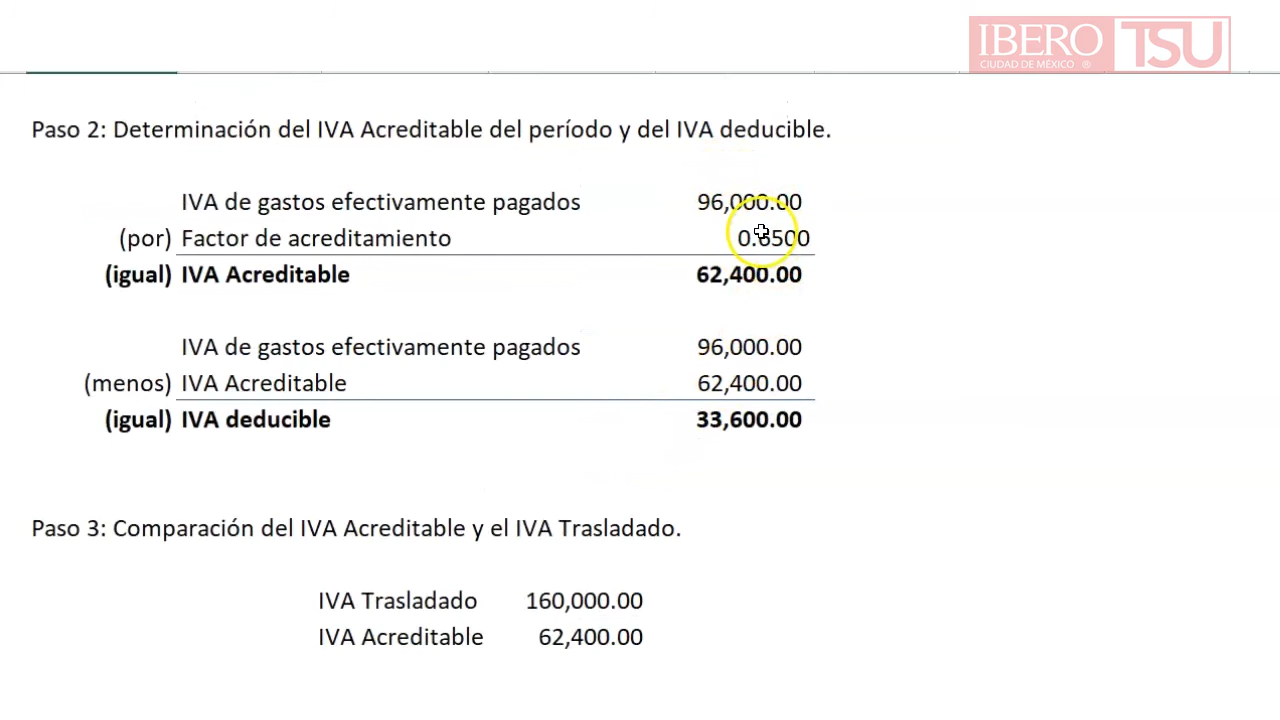 IBERO TSU
CIUDAD DE MÉXICO ®
Paso 2: Determinación del IVA Acreditable del período y del IVA deducible.
IVA de gastos efectivamente pagados 96,000.00
(por) Factor de acreditamiento 0.6500
(igual) IVA Acreditable 62,400.00
IVA de gastos efectivamente pagados 96,000.00
(menos) IVA Acreditable 62,400.00
(igual) IVA deducible 33,600.00
Paso 3: Comparación del IVA Acreditable y el IVA Trasladado.
IVA Trasladado 160,000.00
IVA Acreditable 62,400.00